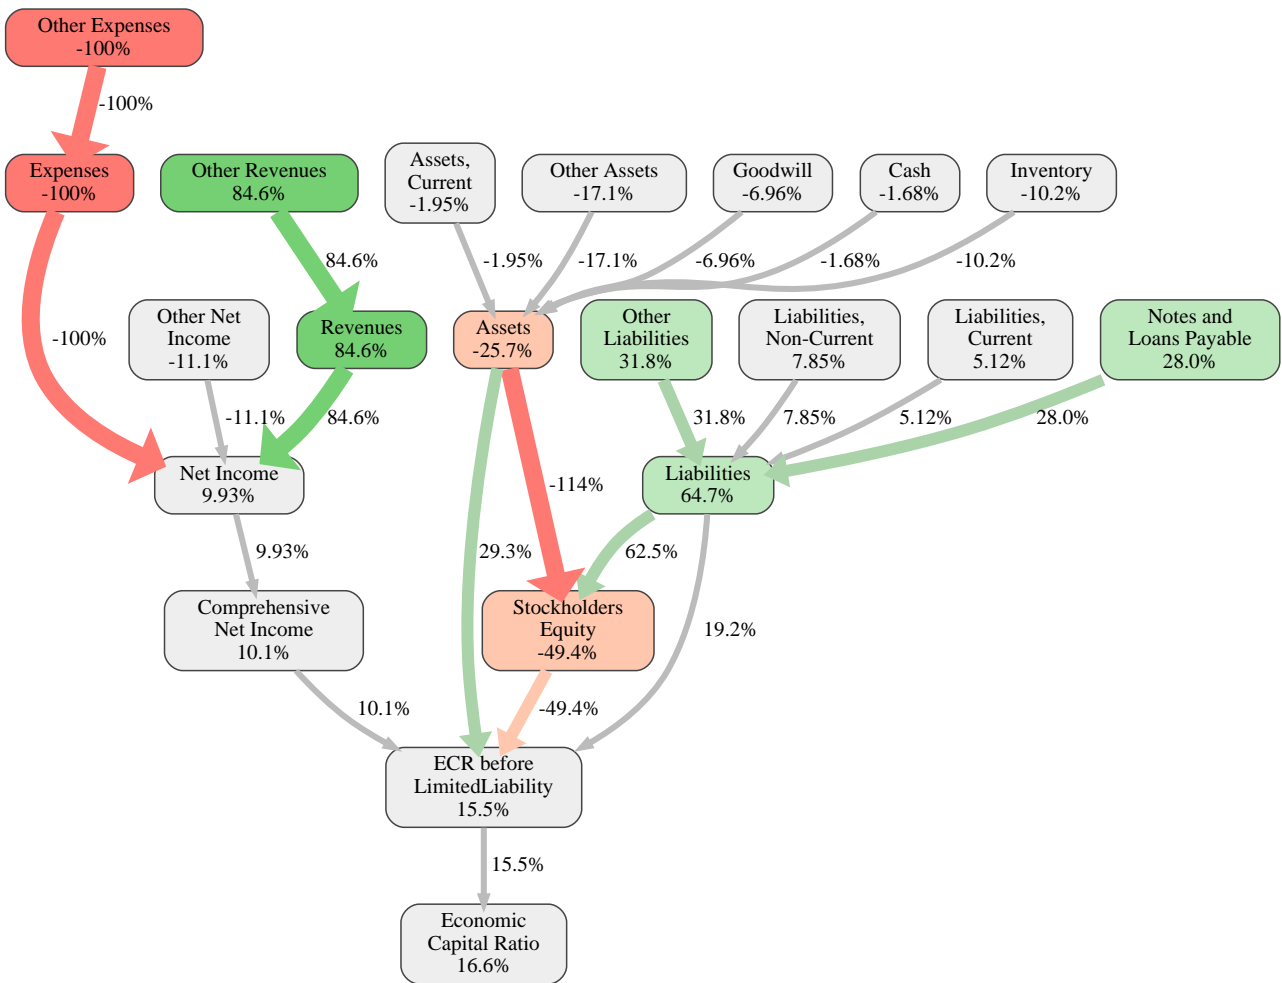 Other Expenses
-100%
-100%
Expenses
-100%
Other Revenues
84.6%
Assets,
Current
-1.95%
Other Assets
-17.1%
Goodwill
-6.96%
Cash
-1.68%
Inventory
-10.2%
84.6%
-1.95%
-17.1%
-6.96%
-1.68%
-10.2%
-100%
Other Net
Income
-11.1%
Revenues
84.6%
Assets
-25.7%
Other
Liabilities
31.8%
Liabilities,
Non-Current
7.85%
Liabilities,
Current
5.12%
Notes and
Loans Payable
28.0%
-11.1%
84.6%
31.8%
7.85%
5.12%
28.0%
Net Income
9.93%
-114%
Liabilities
64.7%
9.93%
29.3%
62.5%
Comprehensive
Net Income
10.1%
Stockholders
Equity
-49.4%
19.2%
10.1%
-49.4%
ECR before
LimitedLiability
15.5%
15.5%
Economic
Capital Ratio
16.6%